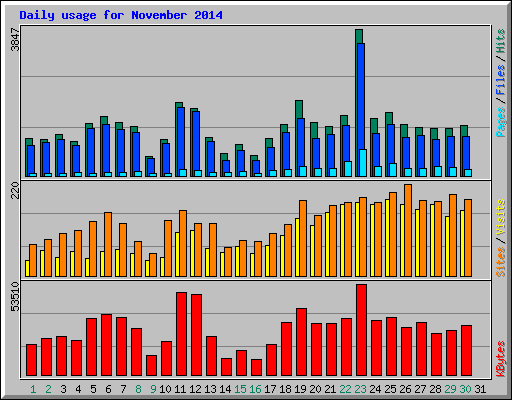 Daily usage for November 2014
3847
Pages / Files / Hits
220
Sites / Visits
53510
KBytes
1 2 3 4 5 6 7 8 9 10 11 12 13 14 15 16 17 18 19 20 21 22 23 24 25 26 27 28 29 30 31